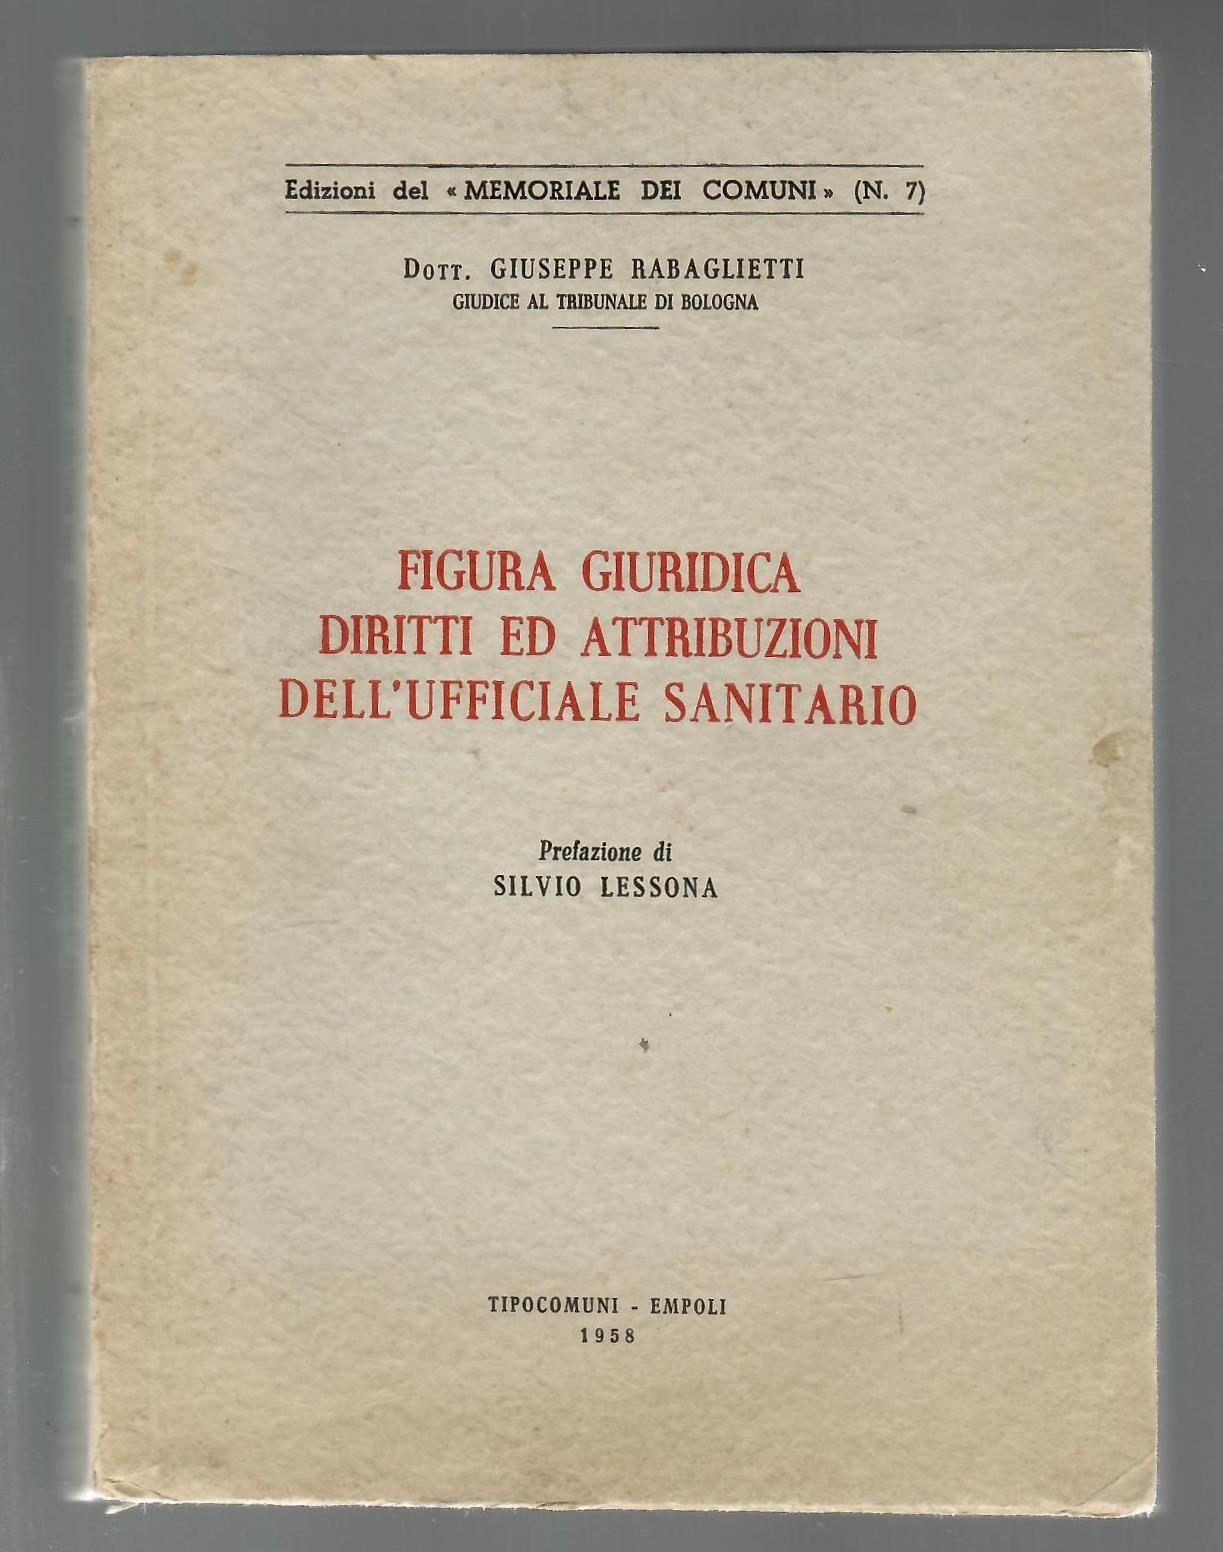 Edizioni del « MEMORIALE DEI COMUNI » (N. 7)
DOTT. GIUSEPPE RABAGLIETTI
GIUDICE AL TRIBUNALE DI BOLOGNA
FIGURA GIURIDICA
DIRITTI ED ATTRIBUZIONI
DELL'UFFICIALE SANITARIO
Prefazione di
SILVIO LESSONA
TIPOCOMUNI - EMPOLI
1958